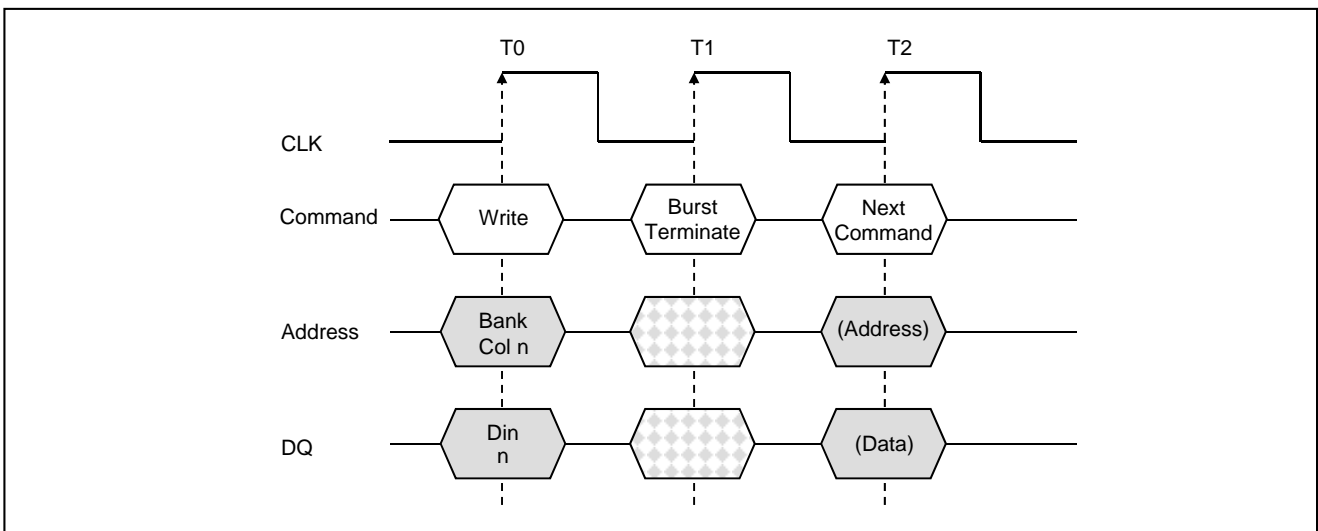 T0 T1 T2
CLK
Command Write Burst Terminate Next Command
Address Bank Col n (Address)
DQ Din n (Data)